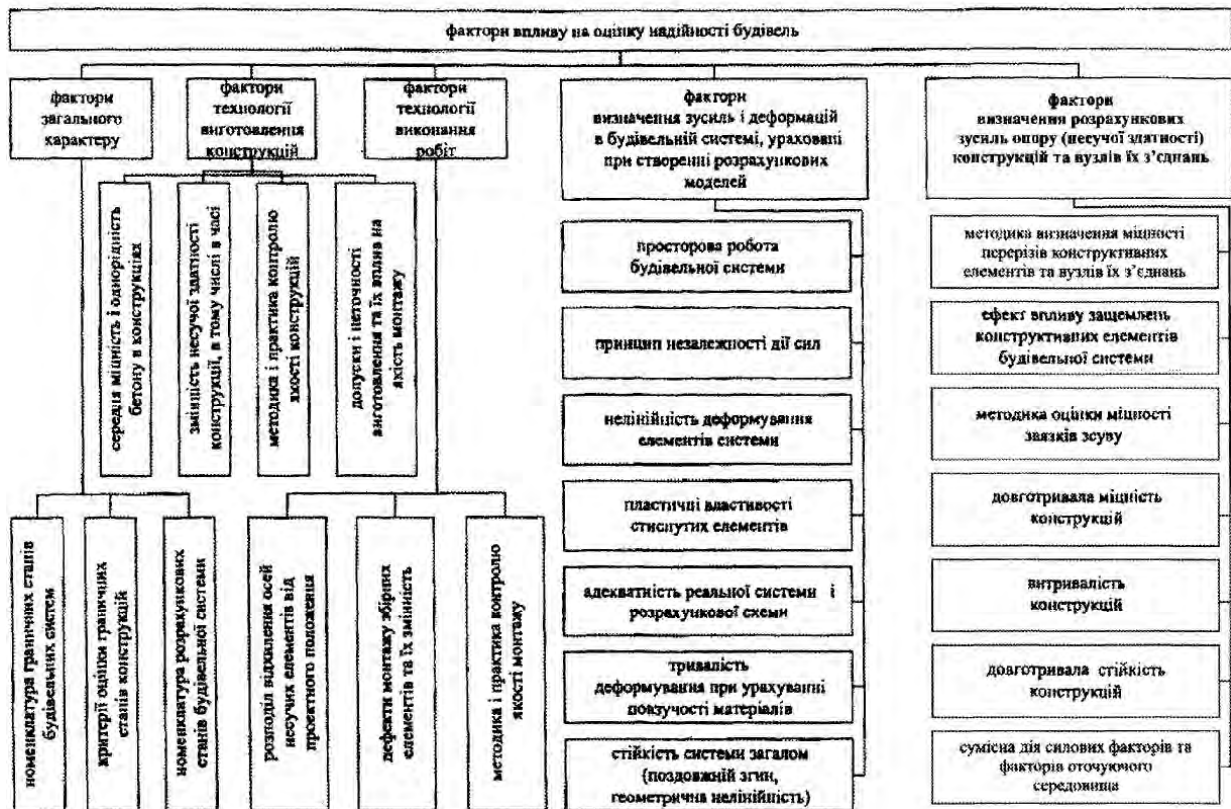 фактори впливу на оцінку надійності будівель
фактори
загального
характеру
фактори
технології
виготовлення
конструкцій
фактори
технології
виконання
робіт
фактори
визначення зусиль і деформацій
в будівельній системі, ураховані
при створенні розрахункових
моделей
фактори
визначення розрахункових
зусиль опору (несучої здатності)
конструкцій та вузлів їх з’єднань
середня міцність і однорідність
бетону в конструкціях
змінність несучої здатності
конструкції, в тому числі в часі
методика і практика контролю
якості конструкцій
допуски і неточності
виготовлення та їх вплив на
якість монтажу
номенклатура граничних станів
будівельних систем
критерії оцінки граничних
станів конструкцій
номенклатура розрахункових
станів будівельної системи
розподіл відхилення осей
несучих елементів від
проектного положення
дефекти монтажу збірних
елементів та їх змінність
методика і практика контролю
якості монтажу
просторова робота
будівельної системи
принцип незалежності дії сил
нелінійність деформування
елементів системи
пластичні властивості
стиснутих елементів
адекватність реальної системи і
розрахункової схеми
тривалість
деформування при урахуванні
повзучості матеріалів
стійкість системи загалом
(поздовжній згин,
геометрична нелінійність)
методика визначення міцності
перерізів конструктивних
елементів та вузлів їх з’єднань
ефект впливу защемлень
конструктивних елементів
будівельної системи
методика оцінки міцності
звязків зсуву
довготривала міцність
конструкцій
витривалість
конструкцій
довготривала стійкість
конструкцій
сумісна дія силових факторів та
факторів оточуючого
середовища